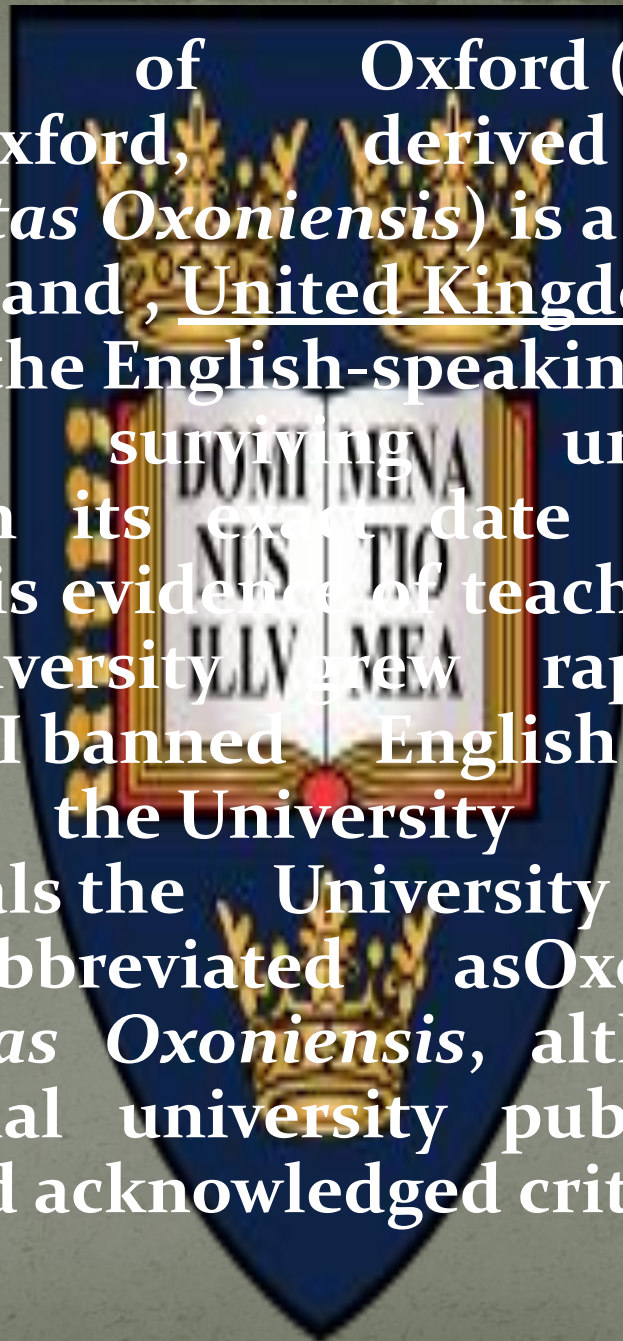 of Oxford (
xford, derived
tas Oxoniensis) is a
and , United Kingd
the English-speakin
surviving un
its exact date
is evidence of teach
versity grew rap
I banned English
the University
als the University
bbreviated asOx
as Oxoniensis, alt
al university pub
d acknowledged crit
DOMI MINA
NUS TIO
ILLV MEA